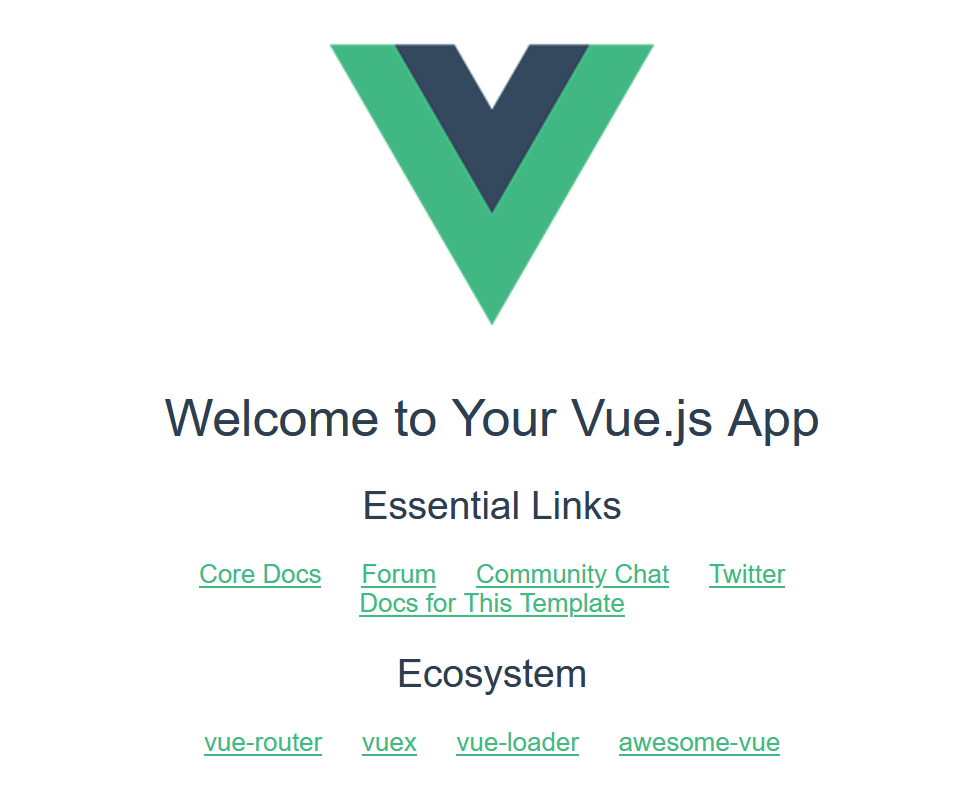 Welcome to Your Vue.js App
Essential Links
Core Docs Forum Community Chat Twitter
Docs for This Template
Ecosystem
vue-router vuex vue-loader awesome-vue